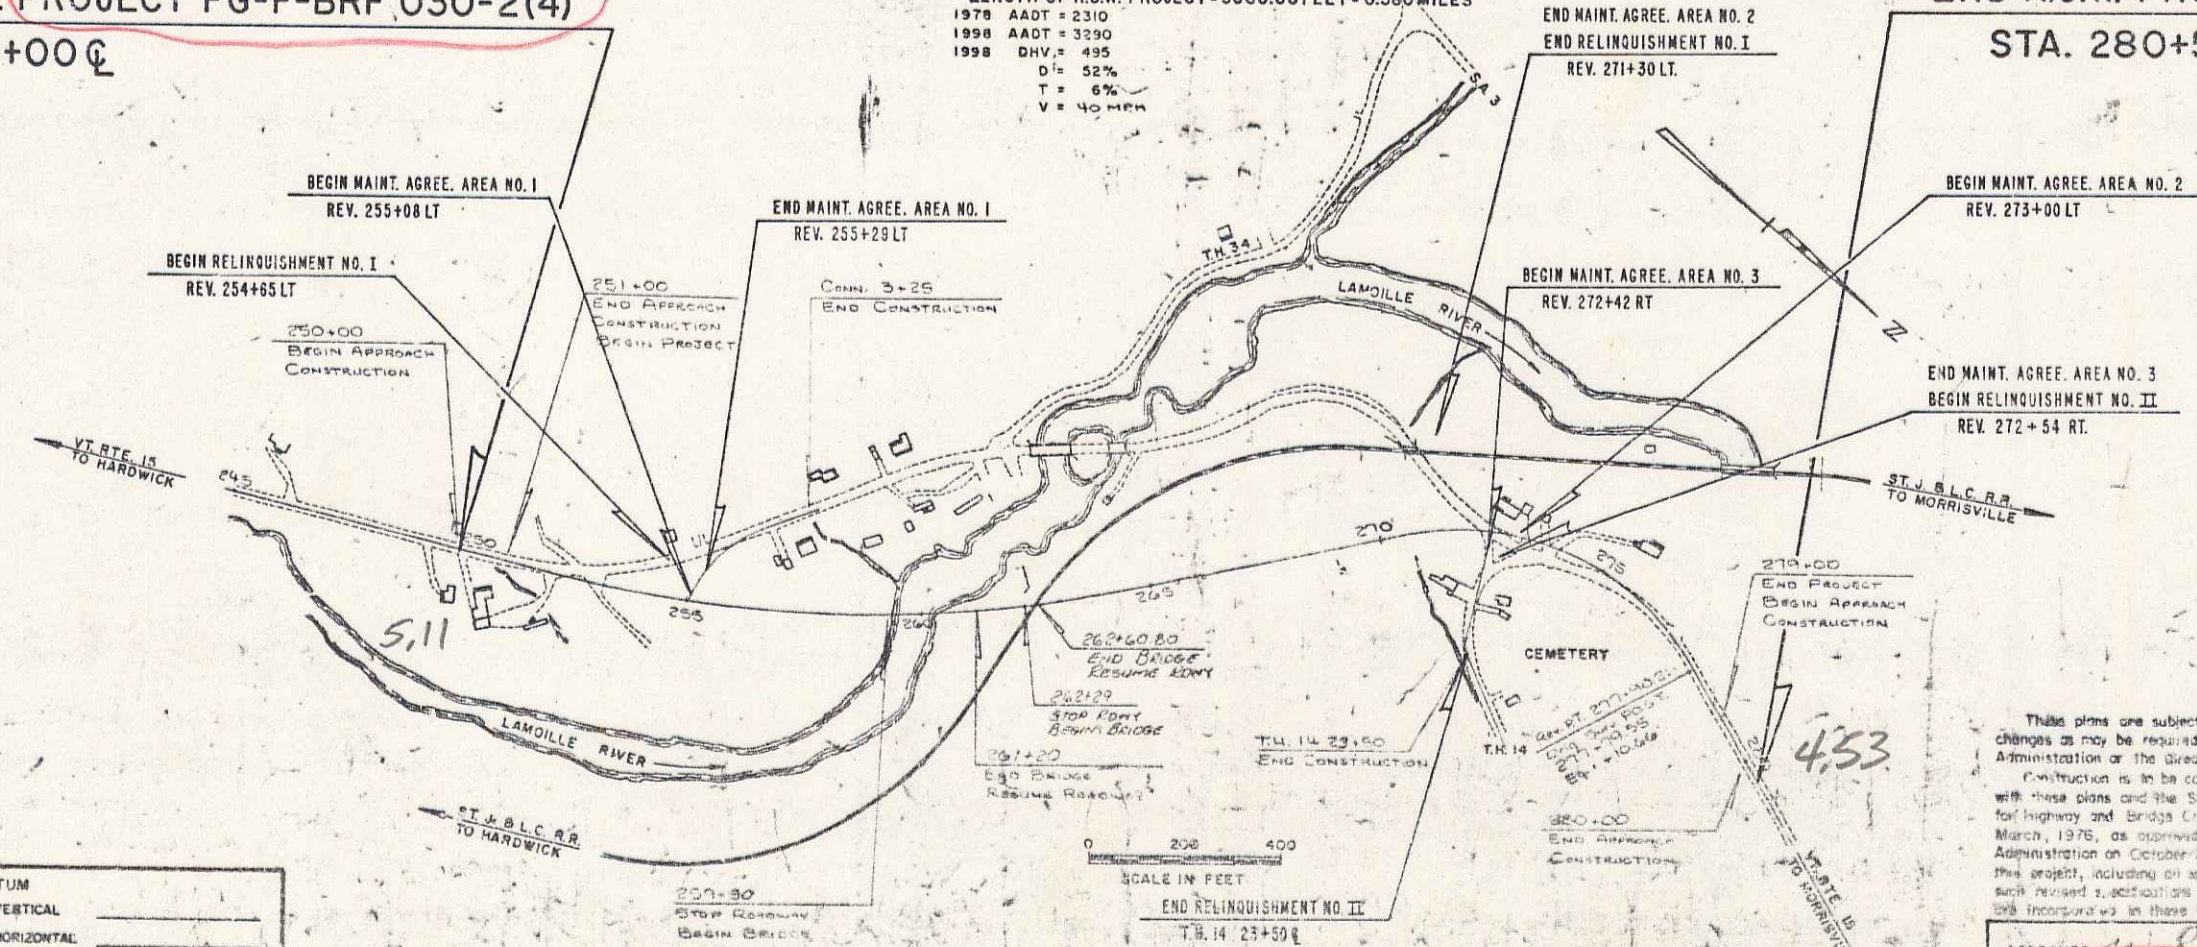 PROJECT FG-F-BRF 030-2(4)
+00 ℄
1978 AADT = 2310
1998 AADT = 3290
1998 DHV = 495
D = 52%
T = 6%
V = 40 MPH
END MAINT. AGREE. AREA NO. 2
END RELINQUISHMENT NO. I
REV. 271+30 LT.
STA. 280+5
BEGIN MAINT. AGREE. AREA NO. 1
REV. 255+08 LT
END MAINT. AGREE. AREA NO. 1
REV. 255+29 LT
BEGIN MAINT. AGREE. AREA NO. 2
REV. 273+00 LT
BEGIN RELINQUISHMENT NO. I
REV. 254+65 LT
SA 3
T.H. 34
251+00
END APPROACH
CONSTRUCTION
BEGIN PROJECT
CONN. 3+25
END CONSTRUCTION
LAMOILLE RIVER
BEGIN MAINT. AGREE. AREA NO. 3
REV. 272+42 RT
N
250+00
BEGIN APPROACH
CONSTRUCTION
END MAINT. AGREE. AREA NO. 3
BEGIN RELINQUISHMENT NO. II
REV. 272+54 RT.
VT. RTE. 15
TO HARDWICK
245
250
255
260
265
270
275
ST. J. & L.C. R.R.
TO MORRISVILLE
279+00
END PROJECT
BEGIN APPROACH
CONSTRUCTION
5.11
262+60.80
END BRIDGE
RESUME RDWY
262+29
STOP RDWY
BEGIN BRIDGE
261+20
END BRIDGE
RESUME ROADWAY
CEMETERY
LAMOILLE RIVER
T.H. 14 23+50
END CONSTRUCTION
T.H. 14
4.53
280+00
END APPROACH
CONSTRUCTION
ST. J. & L.C. R.R.
TO HARDWICK
0 200 400
SCALE IN FEET
STOP ROADWAY
BEGIN BRIDGE
END RELINQUISHMENT NO. II
T.H. 14 23+50 ℄
VT. RTE. 15
These plans are subject
changes as may be required
Administration or the Direc
Construction is to be co
with these plans and the S
for Highway and Bridge C
March, 1976, as approved
Administration on October
this project, including all
such revised specifications
are incorporated in these
VERTICAL
HORIZONTAL